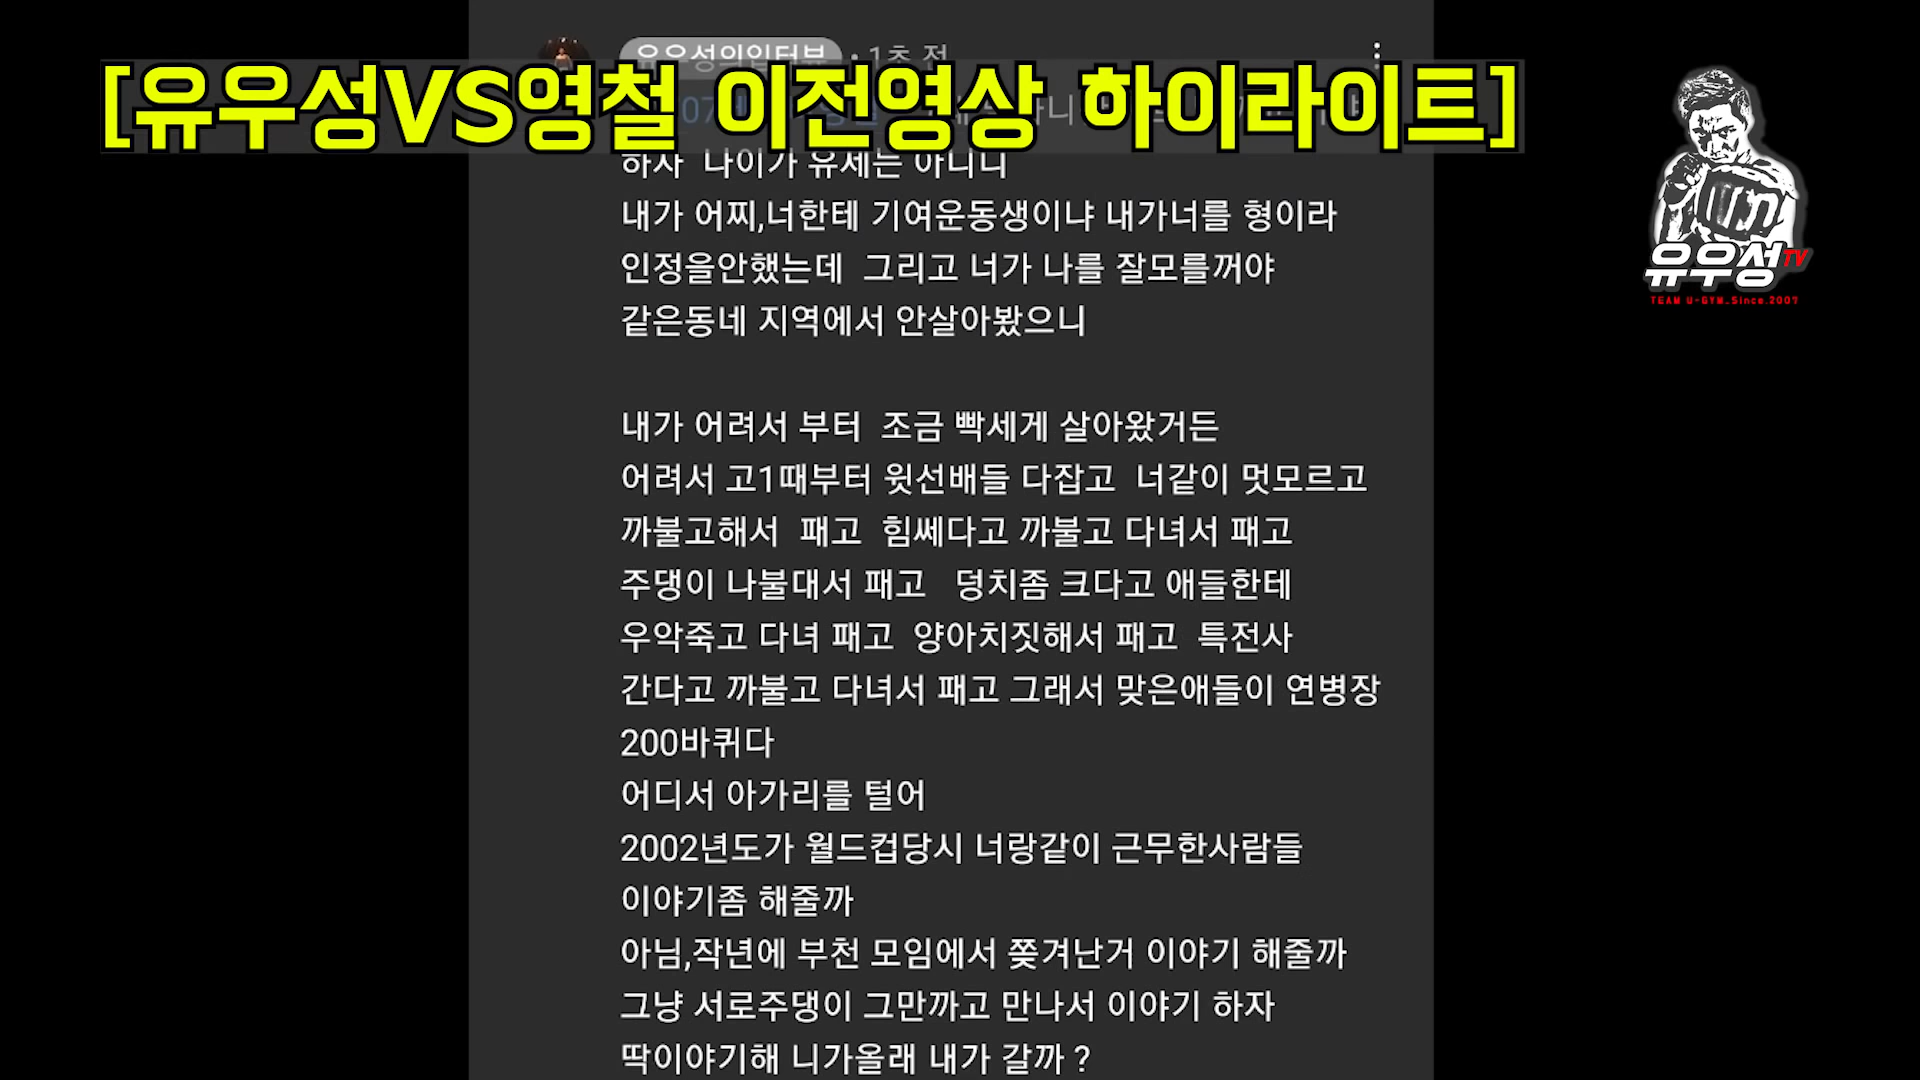 유우성의인터뷰 • 1초 전
[유우성VS영철 이전영상 하이라이트]
하자 나이가 유세는 아니니
내가 어찌,너한테 기여운동생이냐 내가너를 형이라
인정을안했는데 그리고 너가 나를 잘모를꺼야
같은동네 지역에서 안살아봤으니
내가 어려서 부터 조금 빡세게 살아왔거든
어려서 고1때부터 윗선배들 다잡고 너같이 멋모르고
까불고해서 패고 힘쎄다고 까불고 다녀서 패고
주댕이 나불대서 패고 덩치좀 크다고 애들한테
우악죽고 다녀 패고 양아치짓해서 패고 특전사
간다고 까불고 다녀서 패고 그래서 맞은애들이 연병장
200바퀴다
어디서 아가리를 털어
2002년도가 월드컵당시 너랑같이 근무한사람들
이야기좀 해줄까
아님,작년에 부천 모임에서 쫒겨난거 이야기 해줄까
그냥 서로주댕이 그만까고 만나서 이야기 하자
딱이야기해 니가올래 내가 갈까 ?
유우성TV
TEAM U-GYM_Since.2007